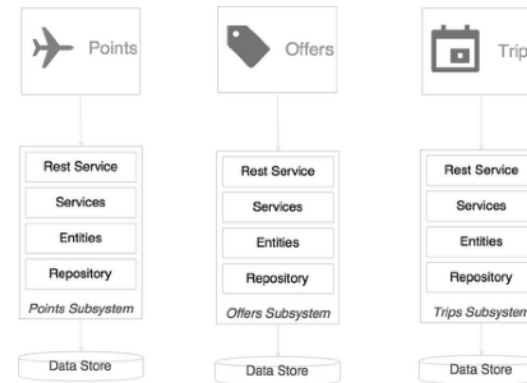 Points
Rest Service
Services
Entities
Repository
Points Subsystem
Data Store
Offers
Rest Service
Services
Entities
Repository
Offers Subsystem
Data Store
Trip
Rest Service
Services
Entities
Repository
Trips Subsystem
Data Store